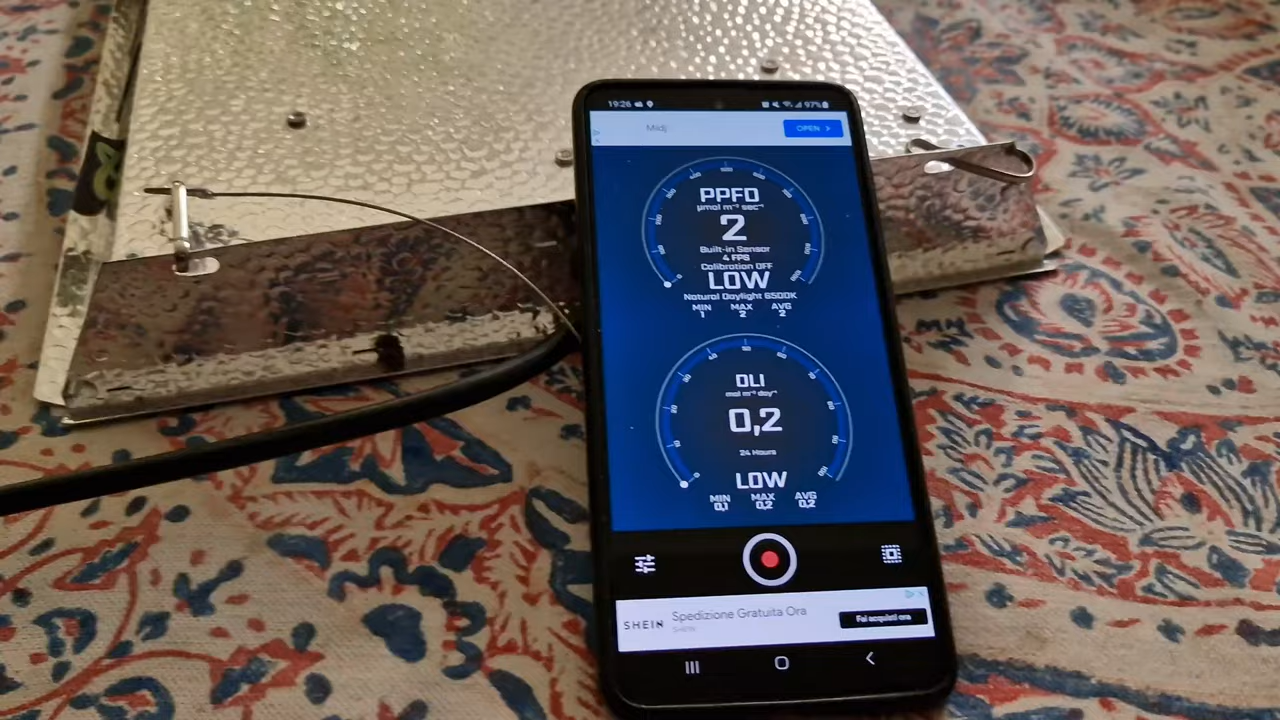 19:26
97%
Midj
OPEN >
PPFD
µmol m⁻² sec⁻¹
2
Built-in Sensor
4 FPS
Calibration OFF
LOW
Natural Daylight 6500K
MIN MAX AVG
1 2 2
DLI
mol m⁻² day⁻¹
0,2
24 Hours
LOW
MIN MAX AVG
0,1 0,2 0,2
SHEIN
Spedizione Gratuita Ora
SHEIN
Fai acquisti ora